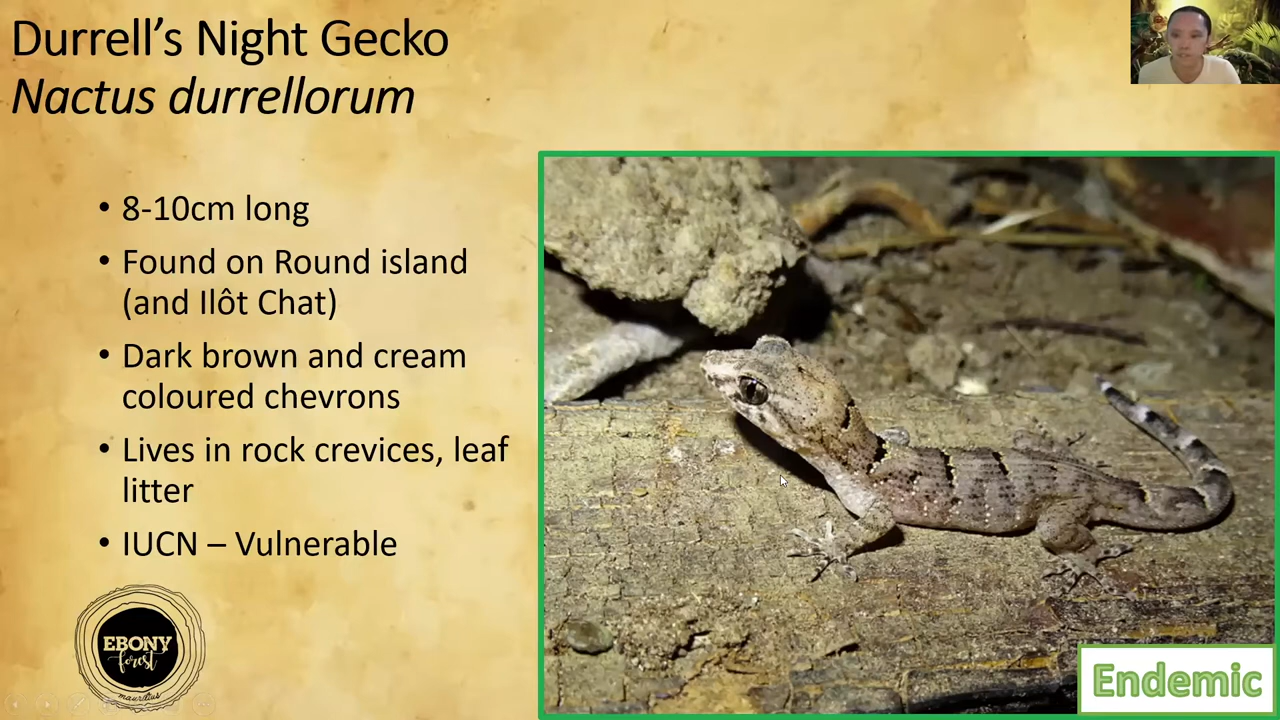 Durrell’s Night Gecko
Nactus durrellorum
• 8-10cm long
• Found on Round island
(and Ilôt Chat)
• Dark brown and cream
coloured chevrons
• Lives in rock crevices, leaf
litter
• IUCN – Vulnerable
EBONY
forest
mauritius
Endemic